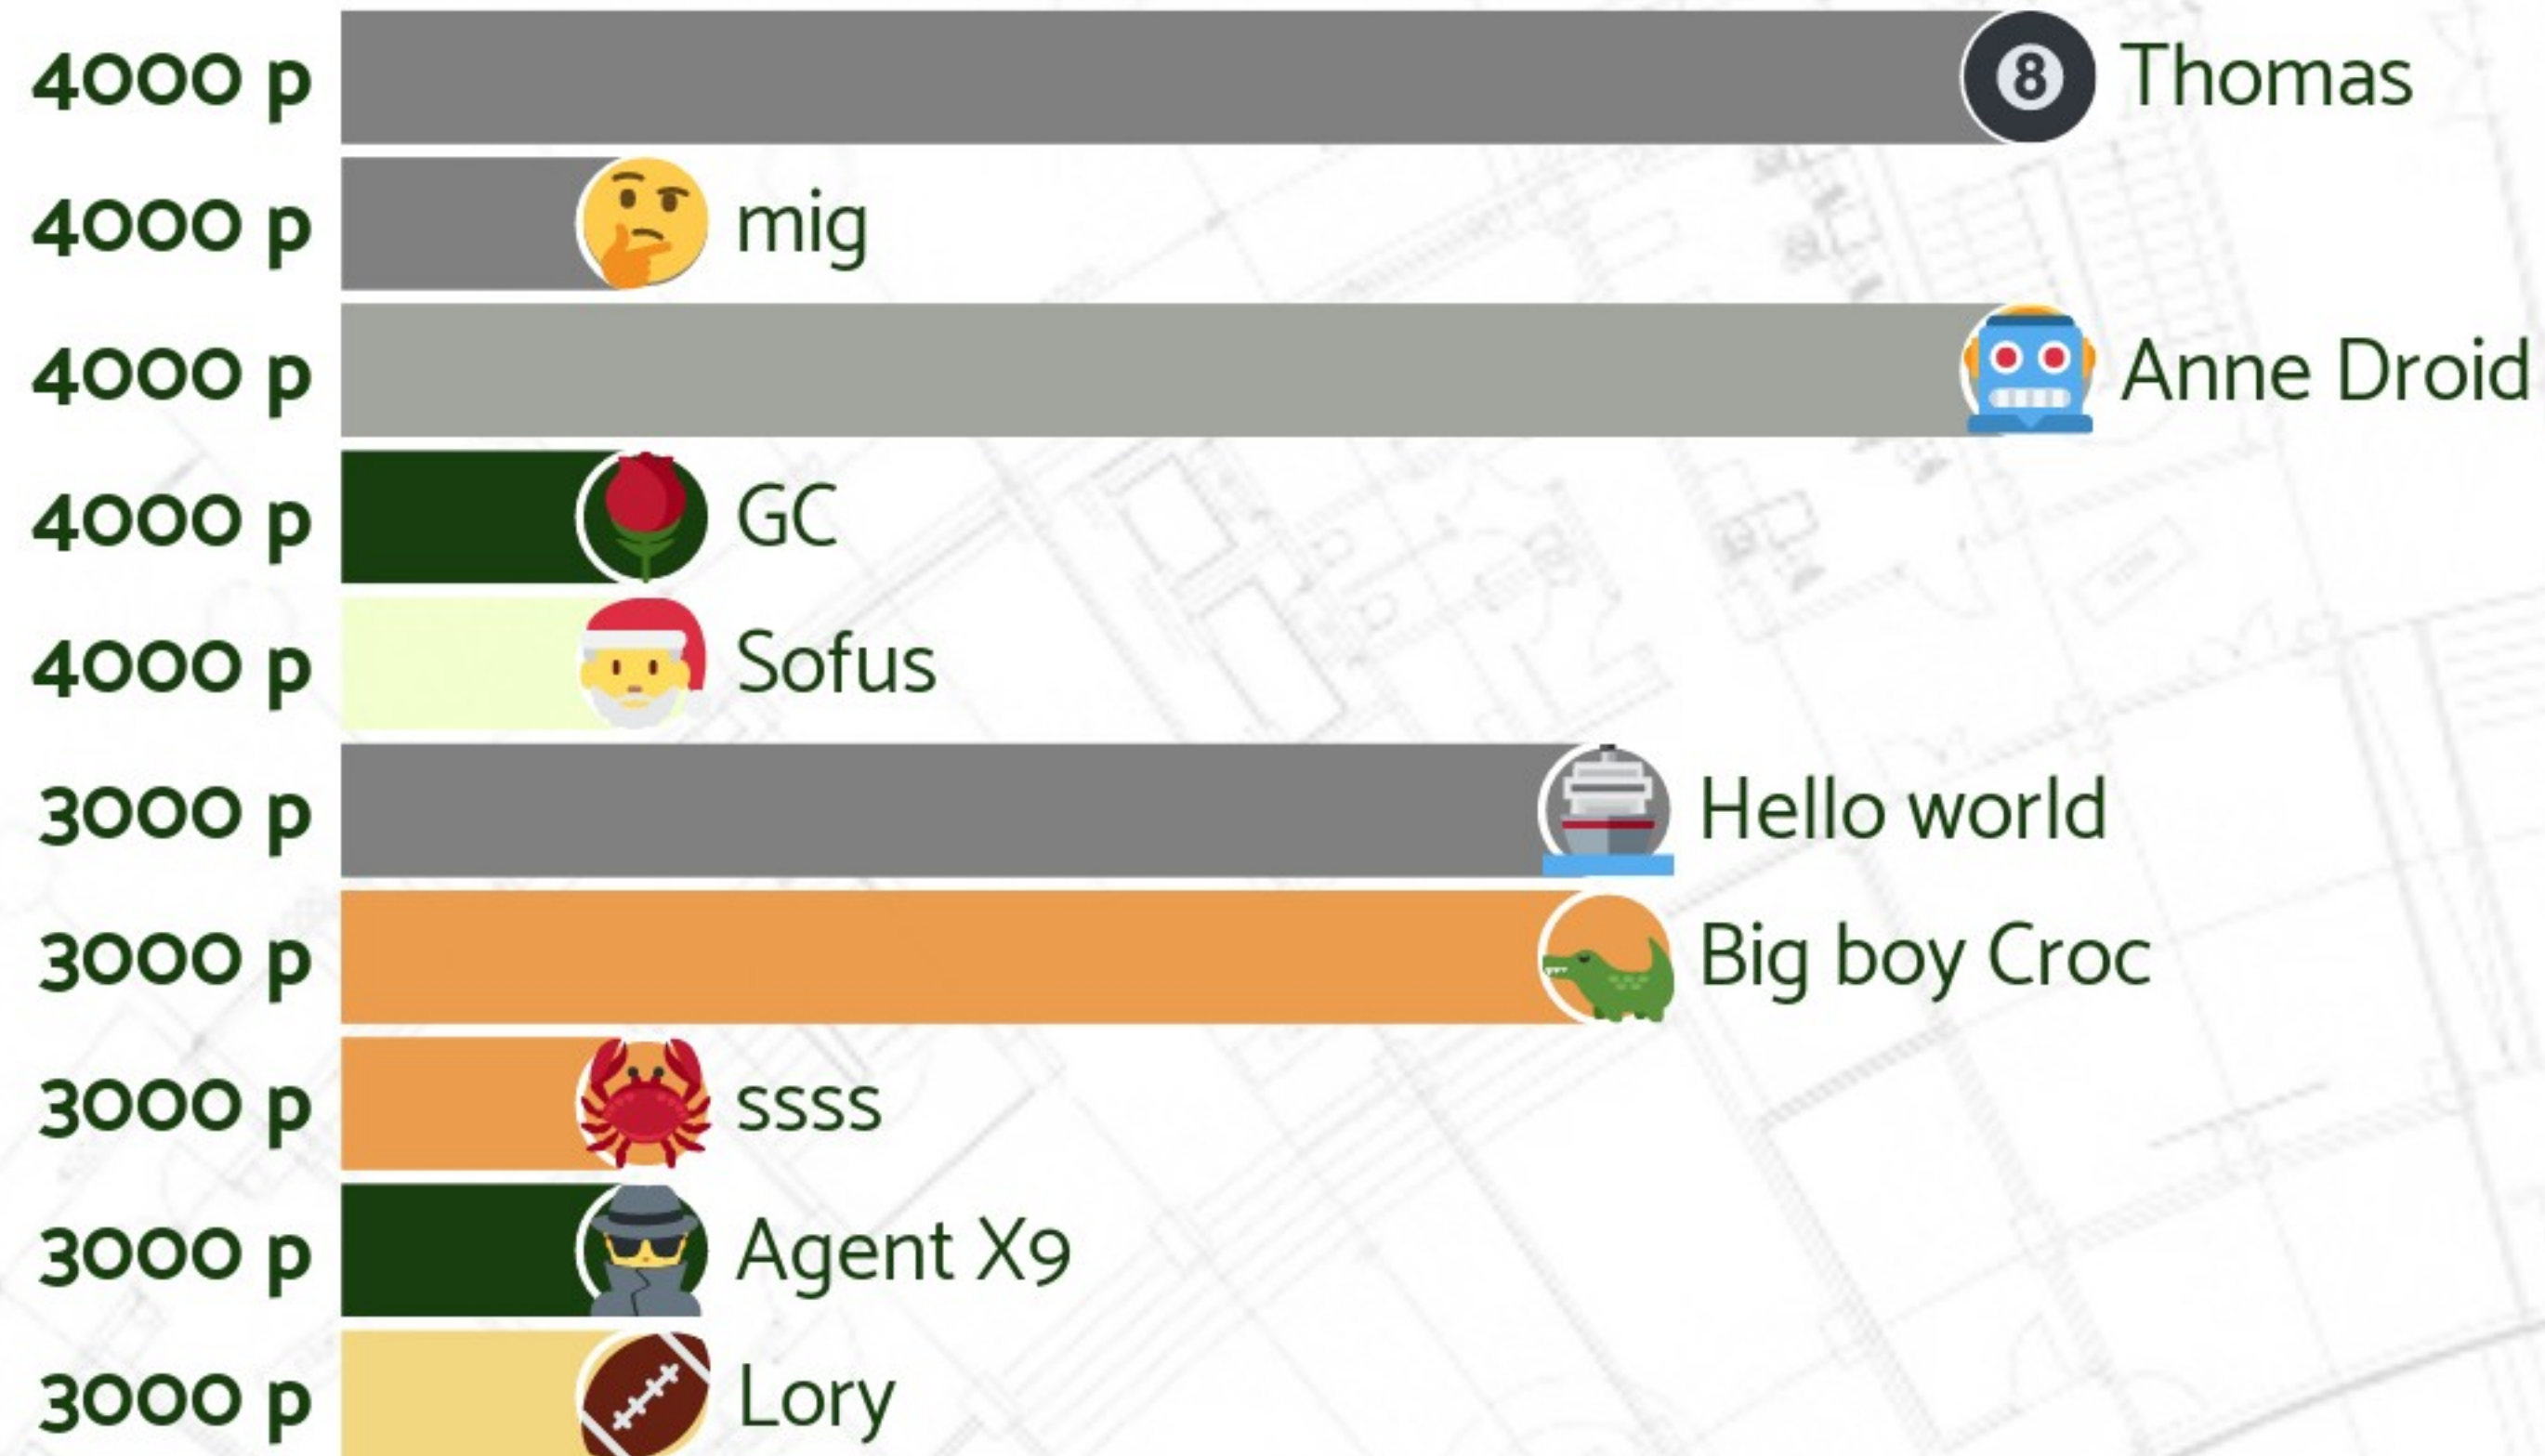 4000 p 8 Thomas
4000 p mig
4000 p Anne Droid
4000 p GC
4000 p Sofus
3000 p Hello world
3000 p Big boy Croc
3000 p ssss
3000 p Agent X9
3000 p Lory